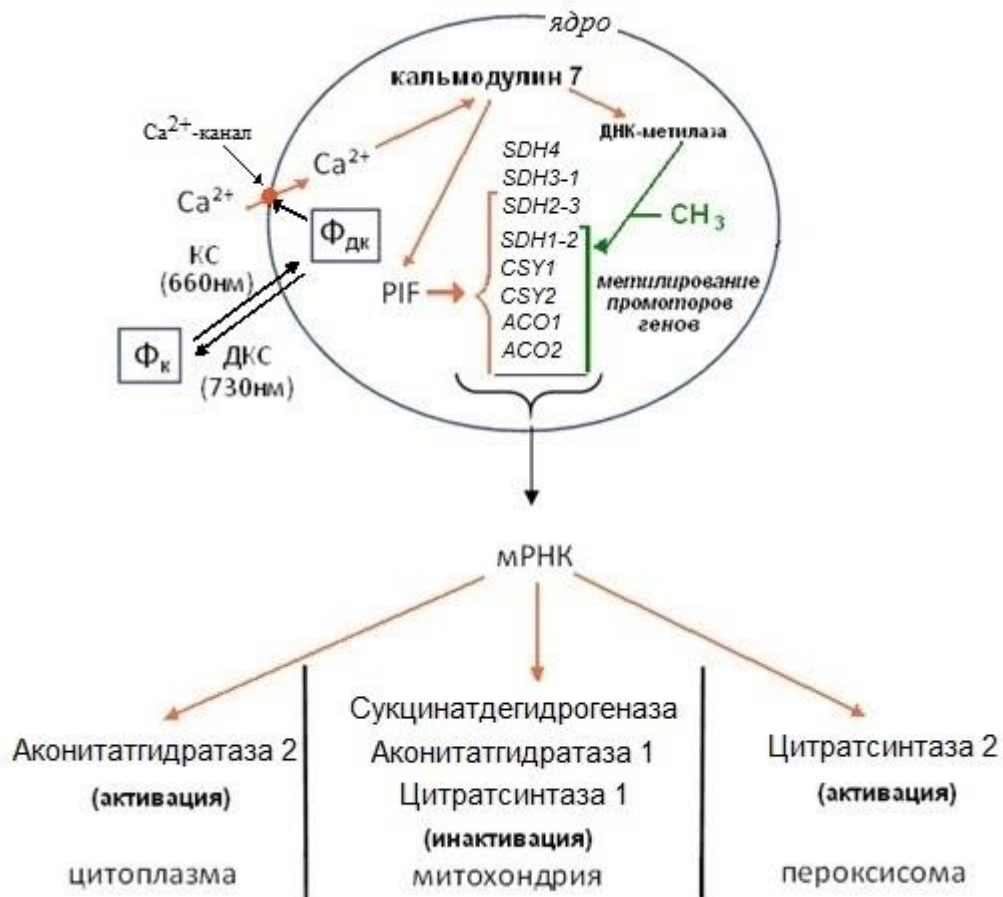 ядро
кальмодулин 7
Ca²⁺-канал
ДНК-метилаза
Ca²⁺
Ca²⁺
SDH4
SDH3-1
SDH2-3
SDH1-2
CSY1
CSY2
ACO1
ACO2
CH₃
Ф_дк
КС
(660нм)
PIF
метилирование
промоторов
генов
Ф_к
ДКС
(730нм)
мРНК
Сукцинатдегидрогеназа
Аконитатгидратаза 2
Аконитатгидратаза 1
Цитратсинтаза 2
(активация)
Цитратсинтаза 1
(активация)
(инактивация)
цитоплазма
митохондрия
пероксисома